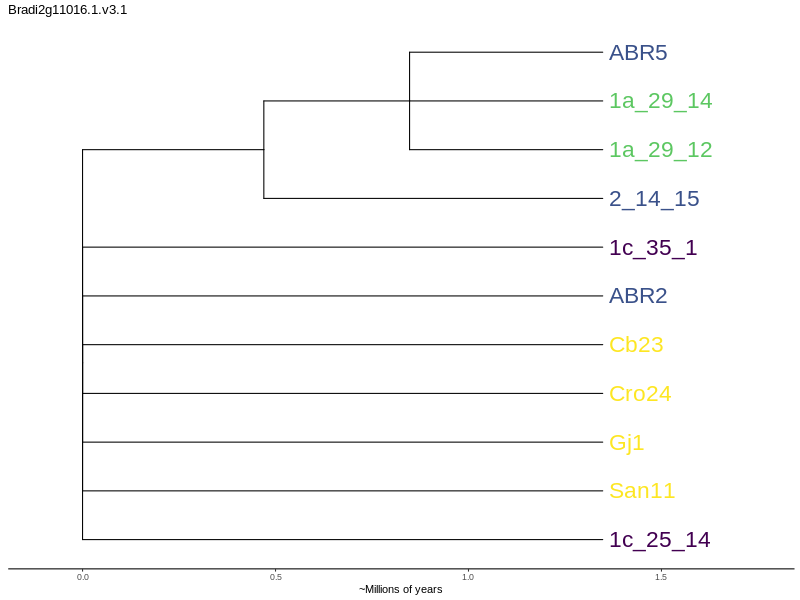 Bradi2g11016.1.v3.1
ABR5
1a_29_14
1a_29_12
2_14_15
1c_35_1
ABR2
Cb23
Cro24
Gj1
San11
1c_25_14
0.0 0.5 1.0 1.5
~Millions of years